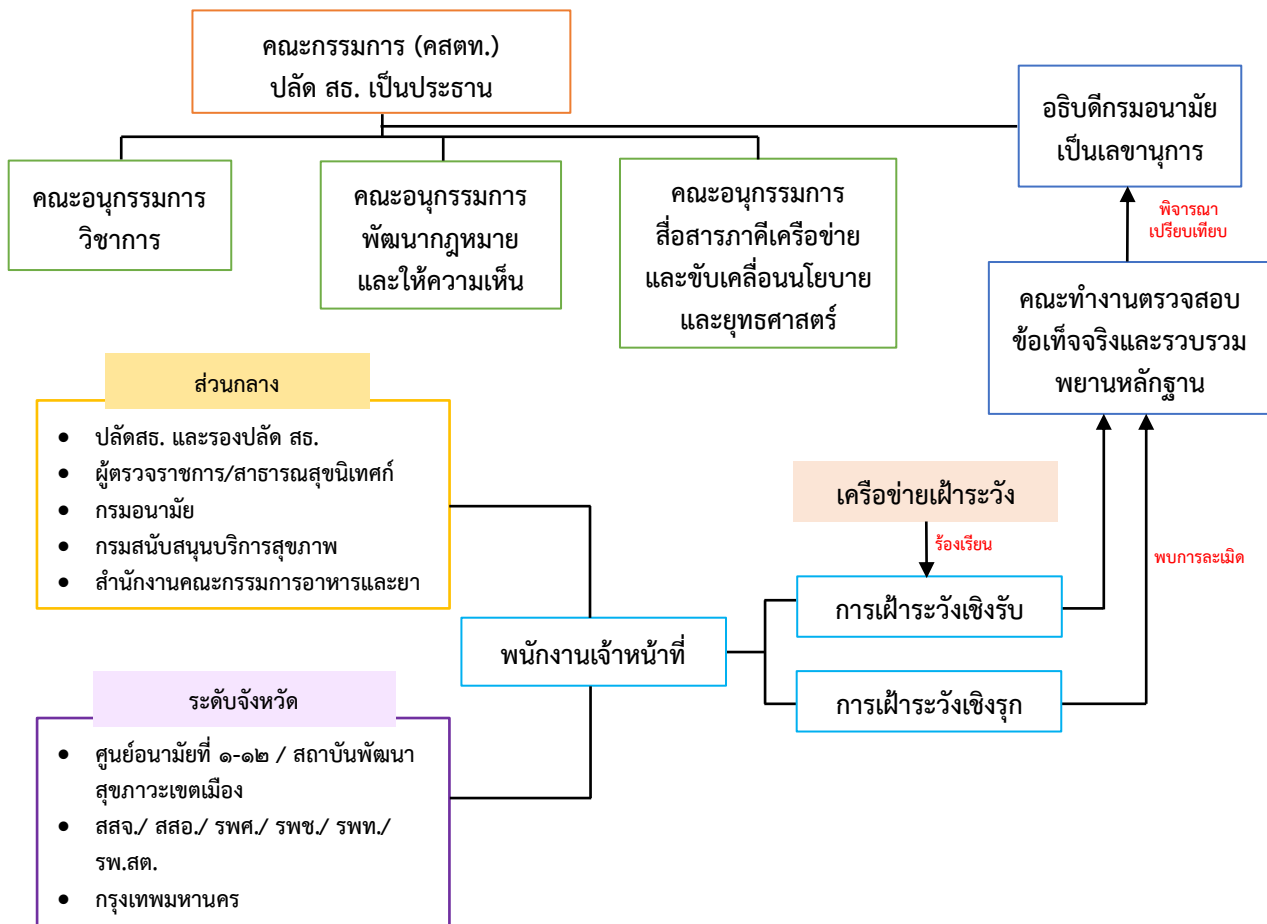 คณะกรรมการ (คสตท.)
ปลัด สธ. เป็นประธาน
อธิบดีกรมอนามัย
เป็นเลขานุการ
คณะอนุกรรมการ
วิชาการ
คณะอนุกรรมการ
พัฒนากฎหมาย
และให้ความเห็น
คณะอนุกรรมการ
สื่อสารภาคีเครือข่าย
และขับเคลื่อนนโยบาย
และยุทธศาสตร์
พิจารณา
เปรียบเทียบ
คณะทำงานตรวจสอบ
ข้อเท็จจริงและรวบรวม
พยานหลักฐาน
ส่วนกลาง
• ปลัดสธ. และรองปลัด สธ.
• ผู้ตรวจราชการ/สาธารณสุขนิเทศก์
• กรมอนามัย
• กรมสนับสนุนบริการสุขภาพ
• สำนักงานคณะกรรมการอาหารและยา
เครือข่ายเฝ้าระวัง
ร้องเรียน
พบการละเมิด
การเฝ้าระวังเชิงรับ
พนักงานเจ้าหน้าที่
การเฝ้าระวังเชิงรุก
ระดับจังหวัด
• ศูนย์อนามัยที่ ๑-๑๒ / สถาบันพัฒนา
สุขภาวะเขตเมือง
• สสจ./ สสอ./ รพศ./ รพช./ รพท./
รพ.สต.
• กรุงเทพมหานคร